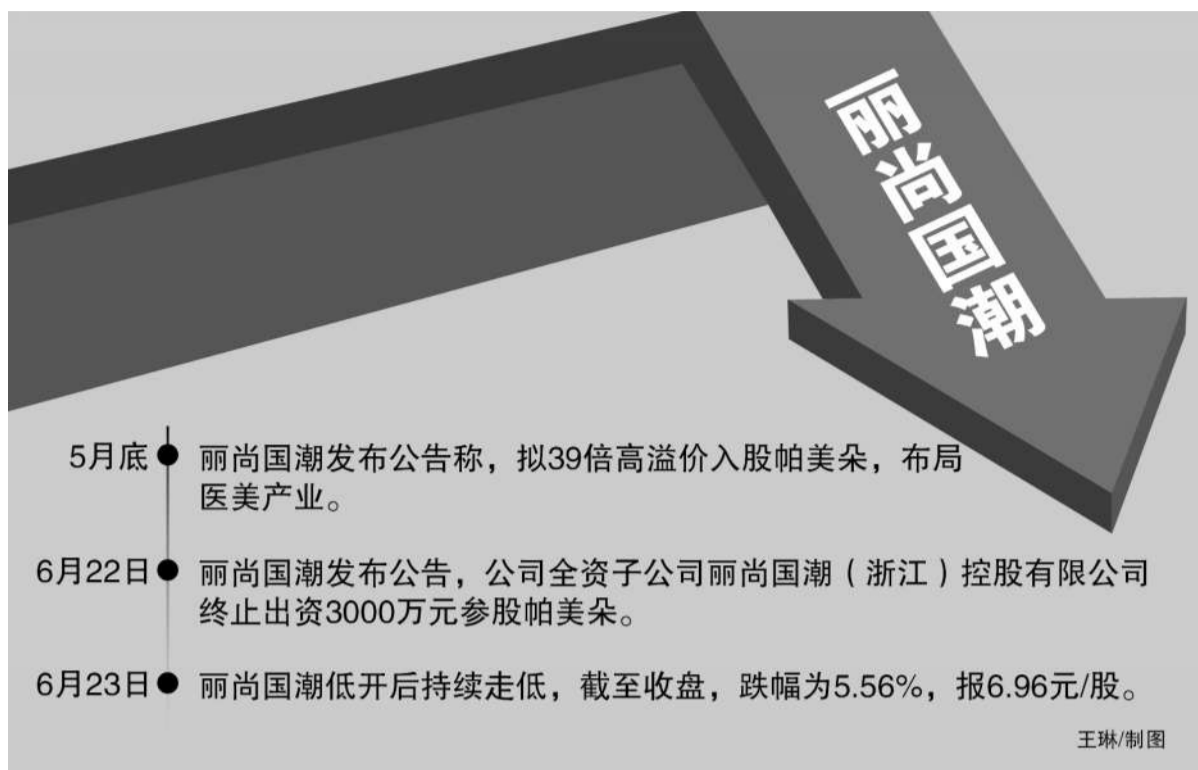 丽尚国潮
5月底
丽尚国潮发布公告称，拟39倍高溢价入股帕美朵，布局
医美产业。
6月22日
丽尚国潮发布公告，公司全资子公司丽尚国潮（浙江）控股有限公司
终止出资3000万元参股帕美朵。
6月23日
丽尚国潮低开后持续走低，截至收盘，跌幅为5.56%，报6.96元/股。
王琳/制图